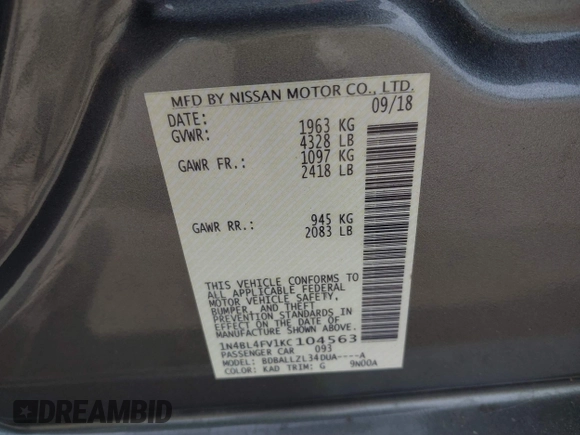 MFD BY NISSAN MOTOR CO., LTD.
DATE: 09/18
GVWR: 1963 KG
4328 LB
GAWR FR.: 1097 KG
2418 LB
GAWR RR.: 945 KG
2083 LB
THIS VEHICLE CONFORMS TO
ALL APPLICABLE FEDERAL
MOTOR VEHICLE SAFETY,
BUMPER, AND THEFT
PREVENTION STANDARDS IN
EFFECT ON THE DATE OF
MANUFACTURE SHOWN ABOVE.
1N4BL4FV1KC104563
PASSENGER CAR 093
MODEL: BDBALLZL34DUA----A
COLOR: KAD TRIM: G 9N00A
DREAMBID